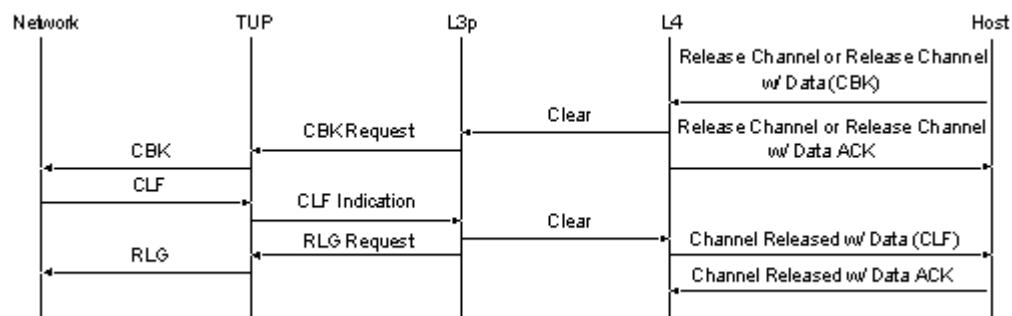 Network TUP L3p L4 Host
Release Channel or Release Channel
w/ Data (CBK)
Clear
CBK Request
Release Channel or Release Channel
w/ Data ACK
CBK
CLF
CLF Indication
Clear
RLG Request
Channel Released w/ Data (CLF)
RLG
Channel Released w/ Data ACK